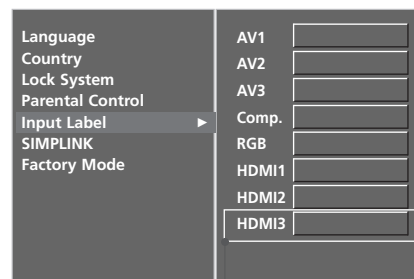 Language
Country
Lock System
Parental Control
Input Label ►
SIMPLINK
Factory Mode
AV1
AV2
AV3
Comp.
RGB
HDMI1
HDMI2
HDMI3